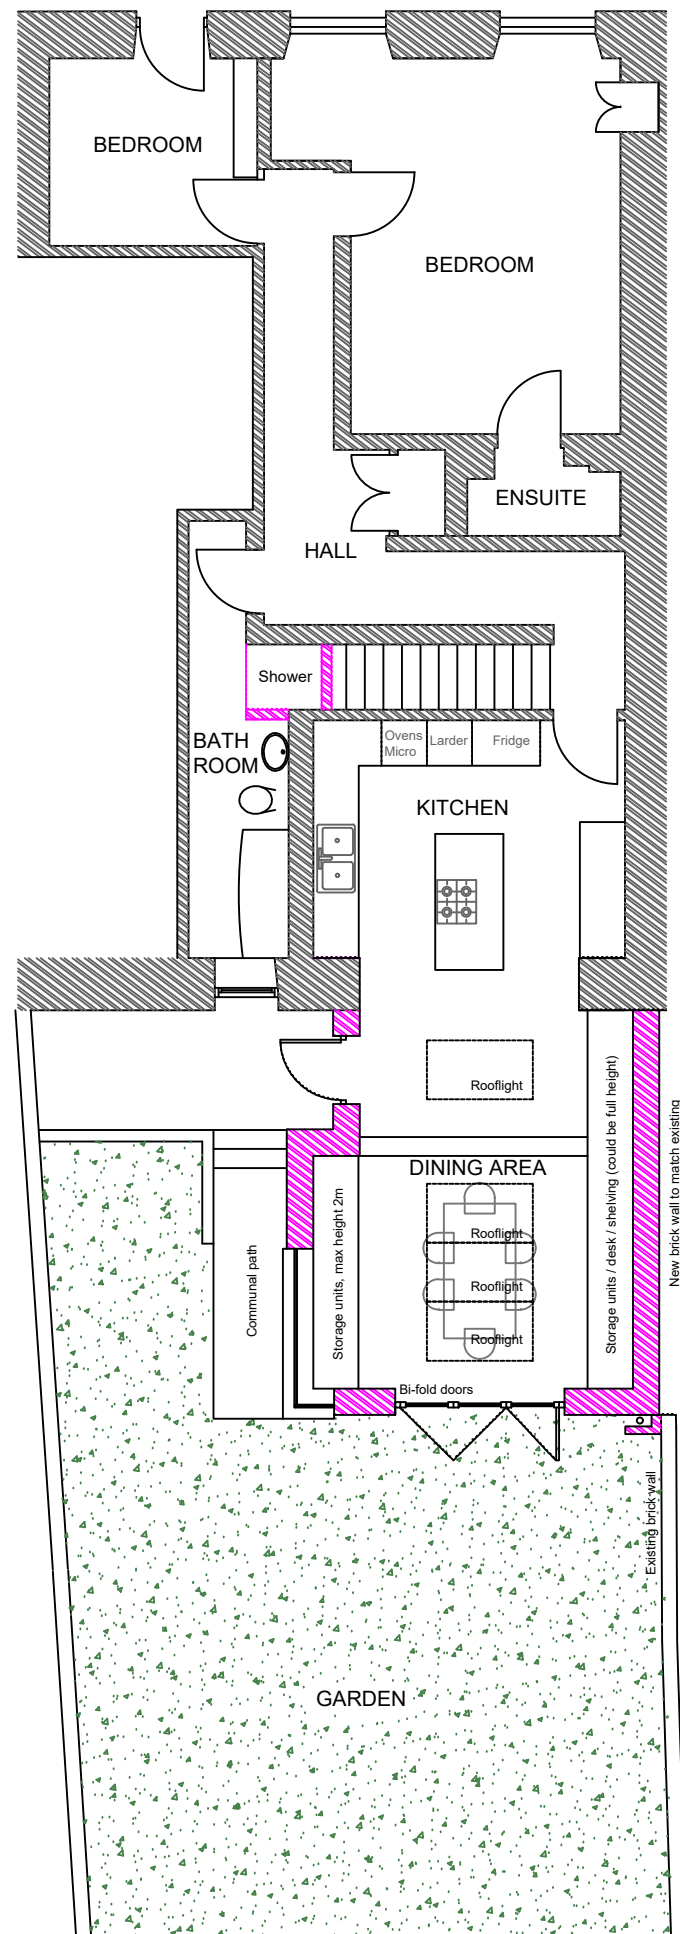 BEDROOM
BEDROOM
ENSUITE
HALL
Shower
BATH
ROOM
Ovens
Micro
Larder
Fridge
KITCHEN
Rooflight
Storage units / desk / shelving (could be full height)
New brick wall to match existing
DINING AREA
Storage units, max height 2m
Communal path
Rooflight
Rooflight
Rooflight
Bi-fold doors
Existing brick wall
GARDEN